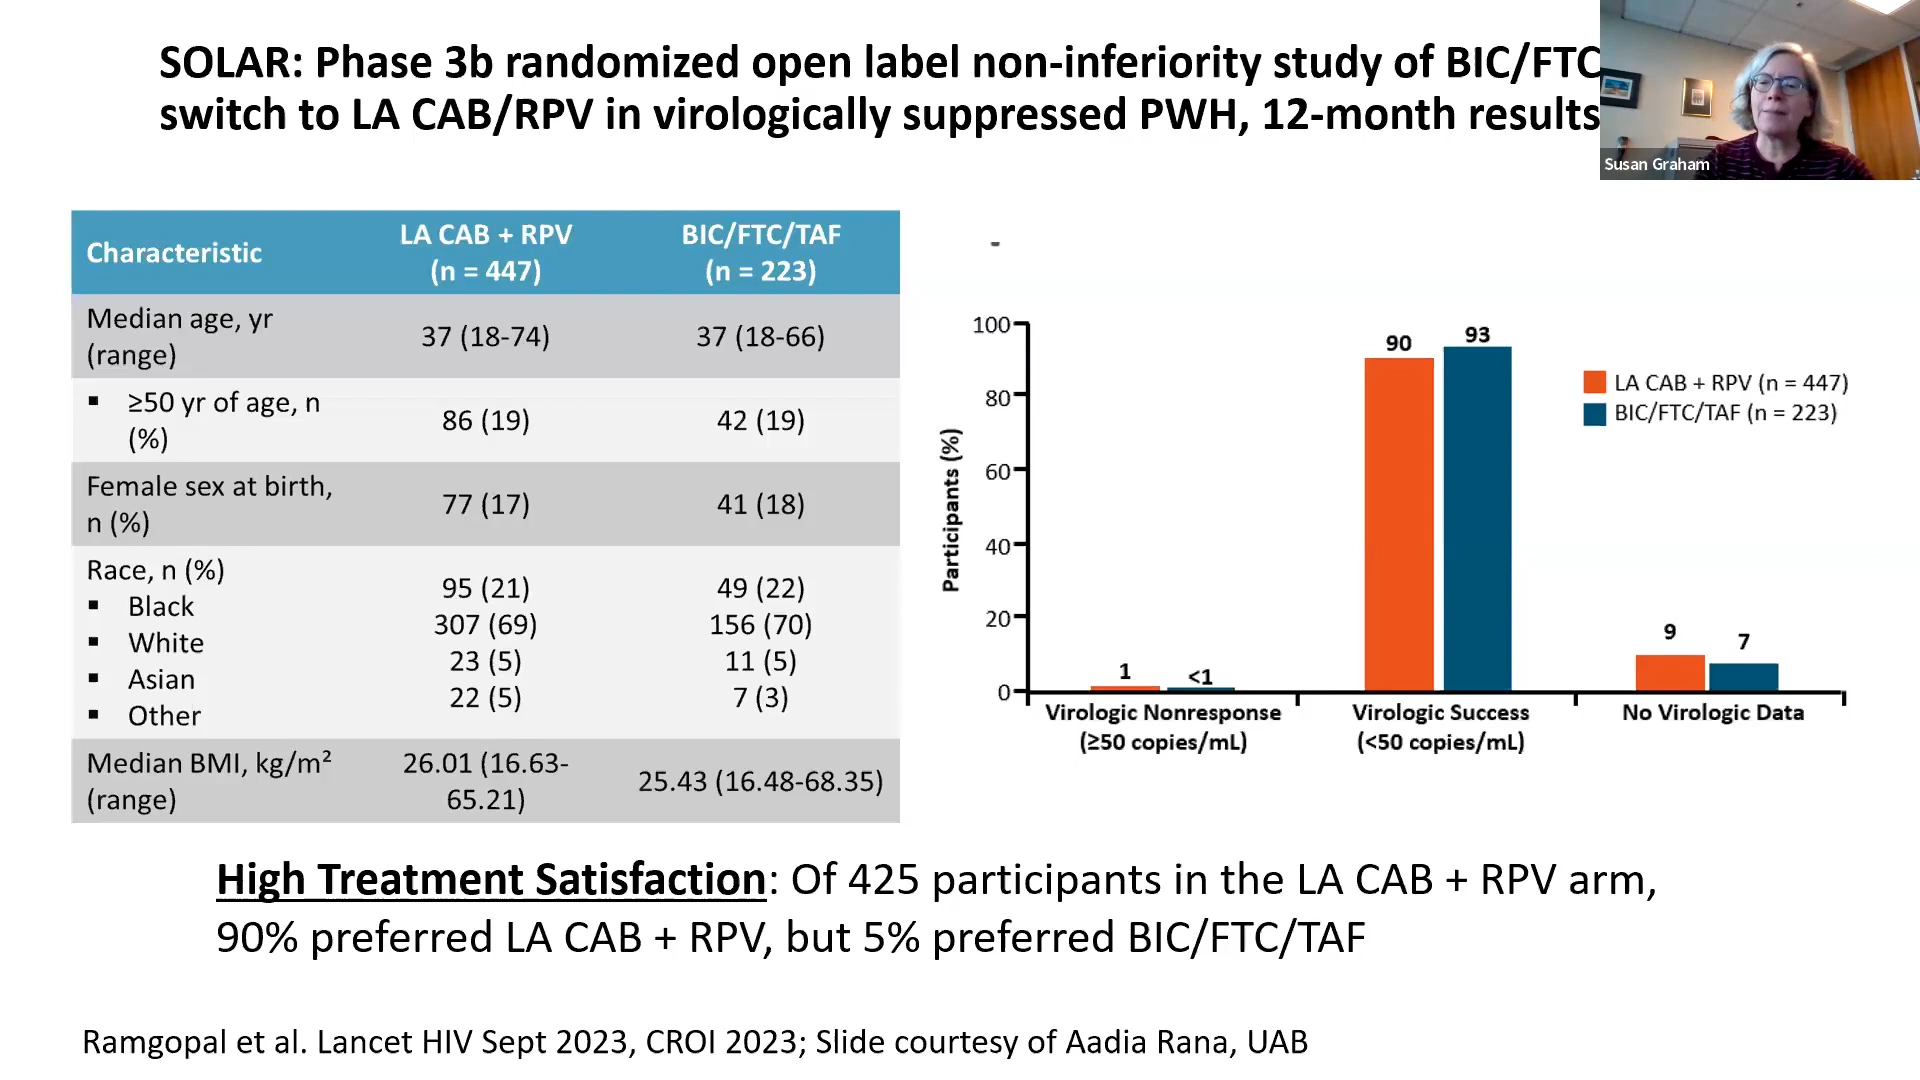 SOLAR: Phase 3b randomized open label non-inferiority study of BIC/FTC
switch to LA CAB/RPV in virologically suppressed PWH, 12-month results
Susan Graham
Characteristic
LA CAB + RPV
(n = 447)
BIC/FTC/TAF
(n = 223)
Median age, yr
(range)
37 (18-74)
37 (18-66)
▪ ≥50 yr of age, n
(%)
86 (19)
42 (19)
Female sex at birth,
n (%)
77 (17)
41 (18)
Race, n (%)
▪ Black
▪ White
▪ Asian
▪ Other
95 (21)
307 (69)
23 (5)
22 (5)
49 (22)
156 (70)
11 (5)
7 (3)
Median BMI, kg/m²
(range)
26.01 (16.63-
65.21)
25.43 (16.48-68.35)
-
Participants (%)
100
80
60
40
20
0
1
<1
90
93
9
7
Virologic Nonresponse
(≥50 copies/mL)
Virologic Success
(<50 copies/mL)
No Virologic Data
LA CAB + RPV (n = 447)
BIC/FTC/TAF (n = 223)
High Treatment Satisfaction: Of 425 participants in the LA CAB + RPV arm,
90% preferred LA CAB + RPV, but 5% preferred BIC/FTC/TAF
Ramgopal et al. Lancet HIV Sept 2023, CROI 2023; Slide courtesy of Aadia Rana, UAB